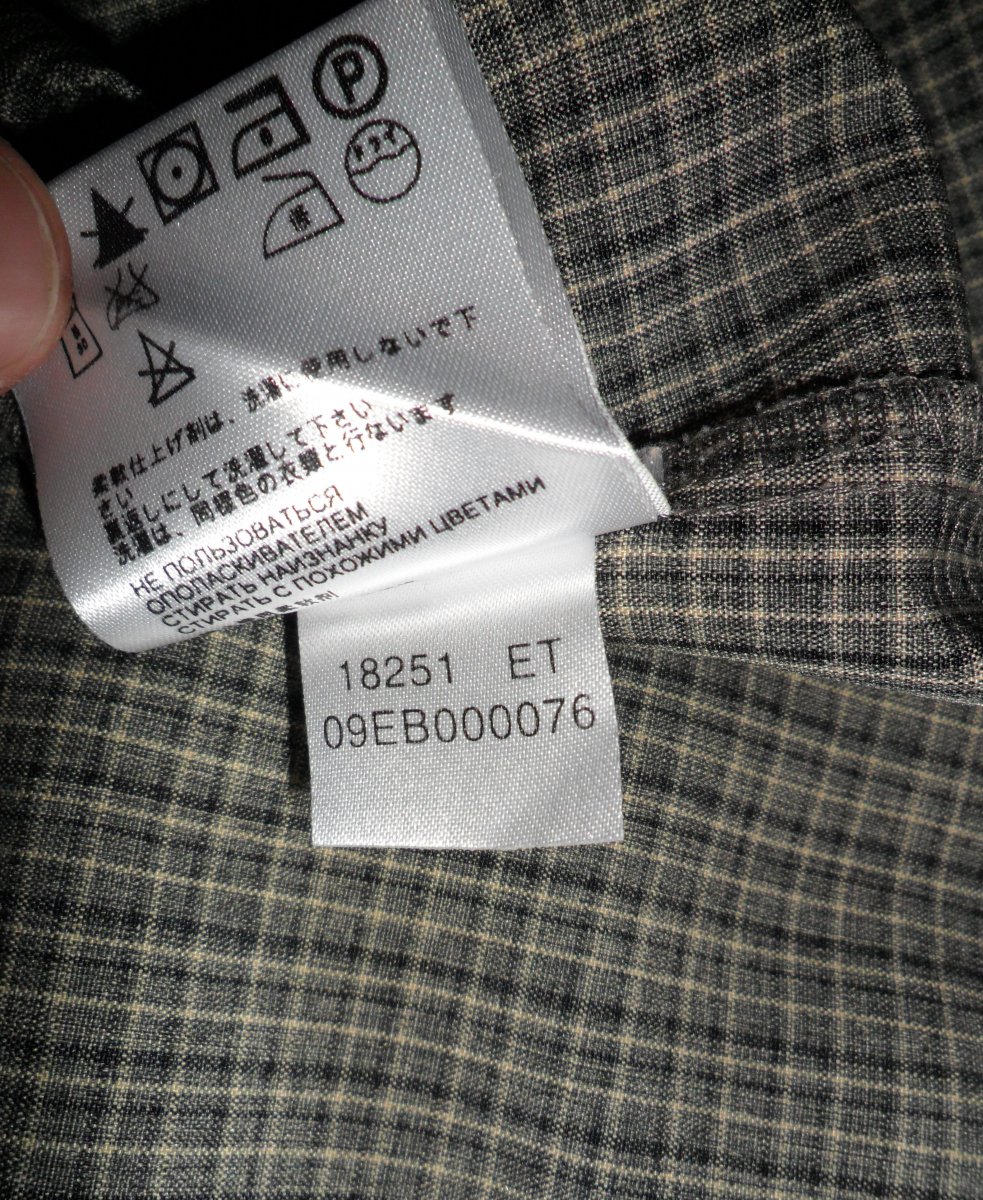 P
柔軟仕上げ剤は、洗濯に使用しないで下
さい
裏返しにして洗濯して下さい
洗濯は、同様色の衣類と行ないます
НЕ ПОЛЬЗОВАТЬСЯ
ОПОЛАСКИВАТЕЛЕМ
СТИРАТЬ НАИЗНАНКУ
СТИРАТЬ С ПОХОЖИМИ ЦВЕТАМИ
18251 ET
09EB000076